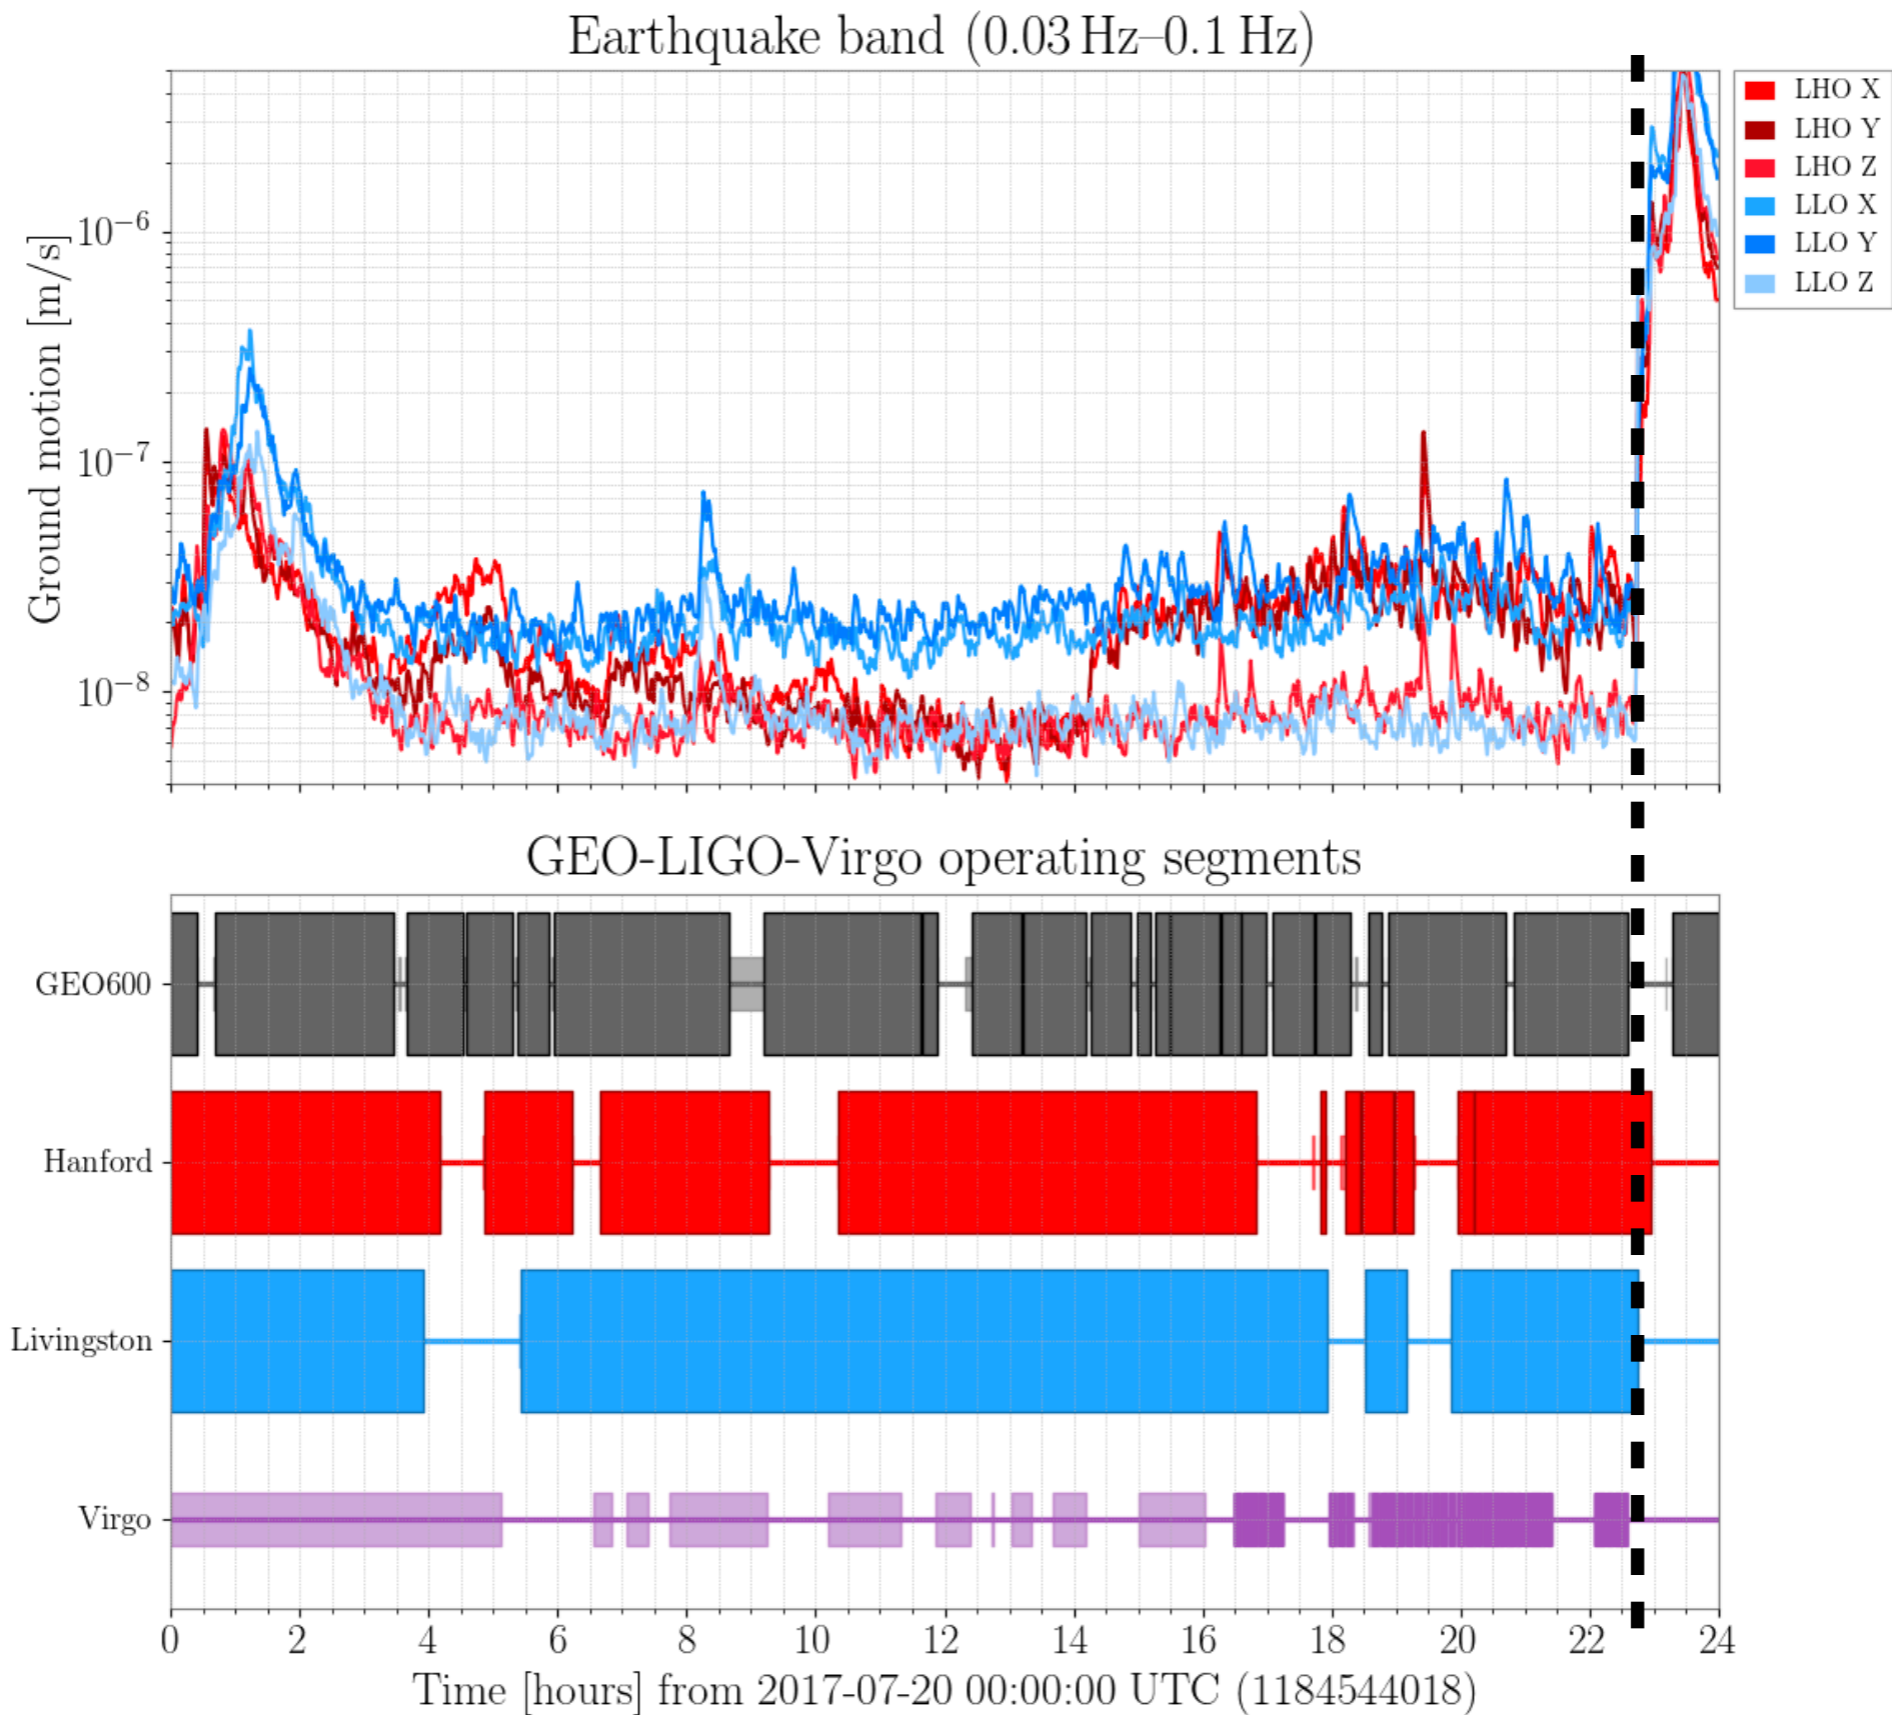 Earthquake band (0.03 Hz–0.1 Hz)
LHO X
LHO Y
LHO Z
LLO X
LLO Y
LLO Z
Ground motion [m/s]
10⁻⁶
10⁻⁷
10⁻⁸
GEO-LIGO-Virgo operating segments
GEO600
Hanford
Livingston
Virgo
0 2 4 6 8 10 12 14 16 18 20 22 24
Time [hours] from 2017-07-20 00:00:00 UTC (1184544018)